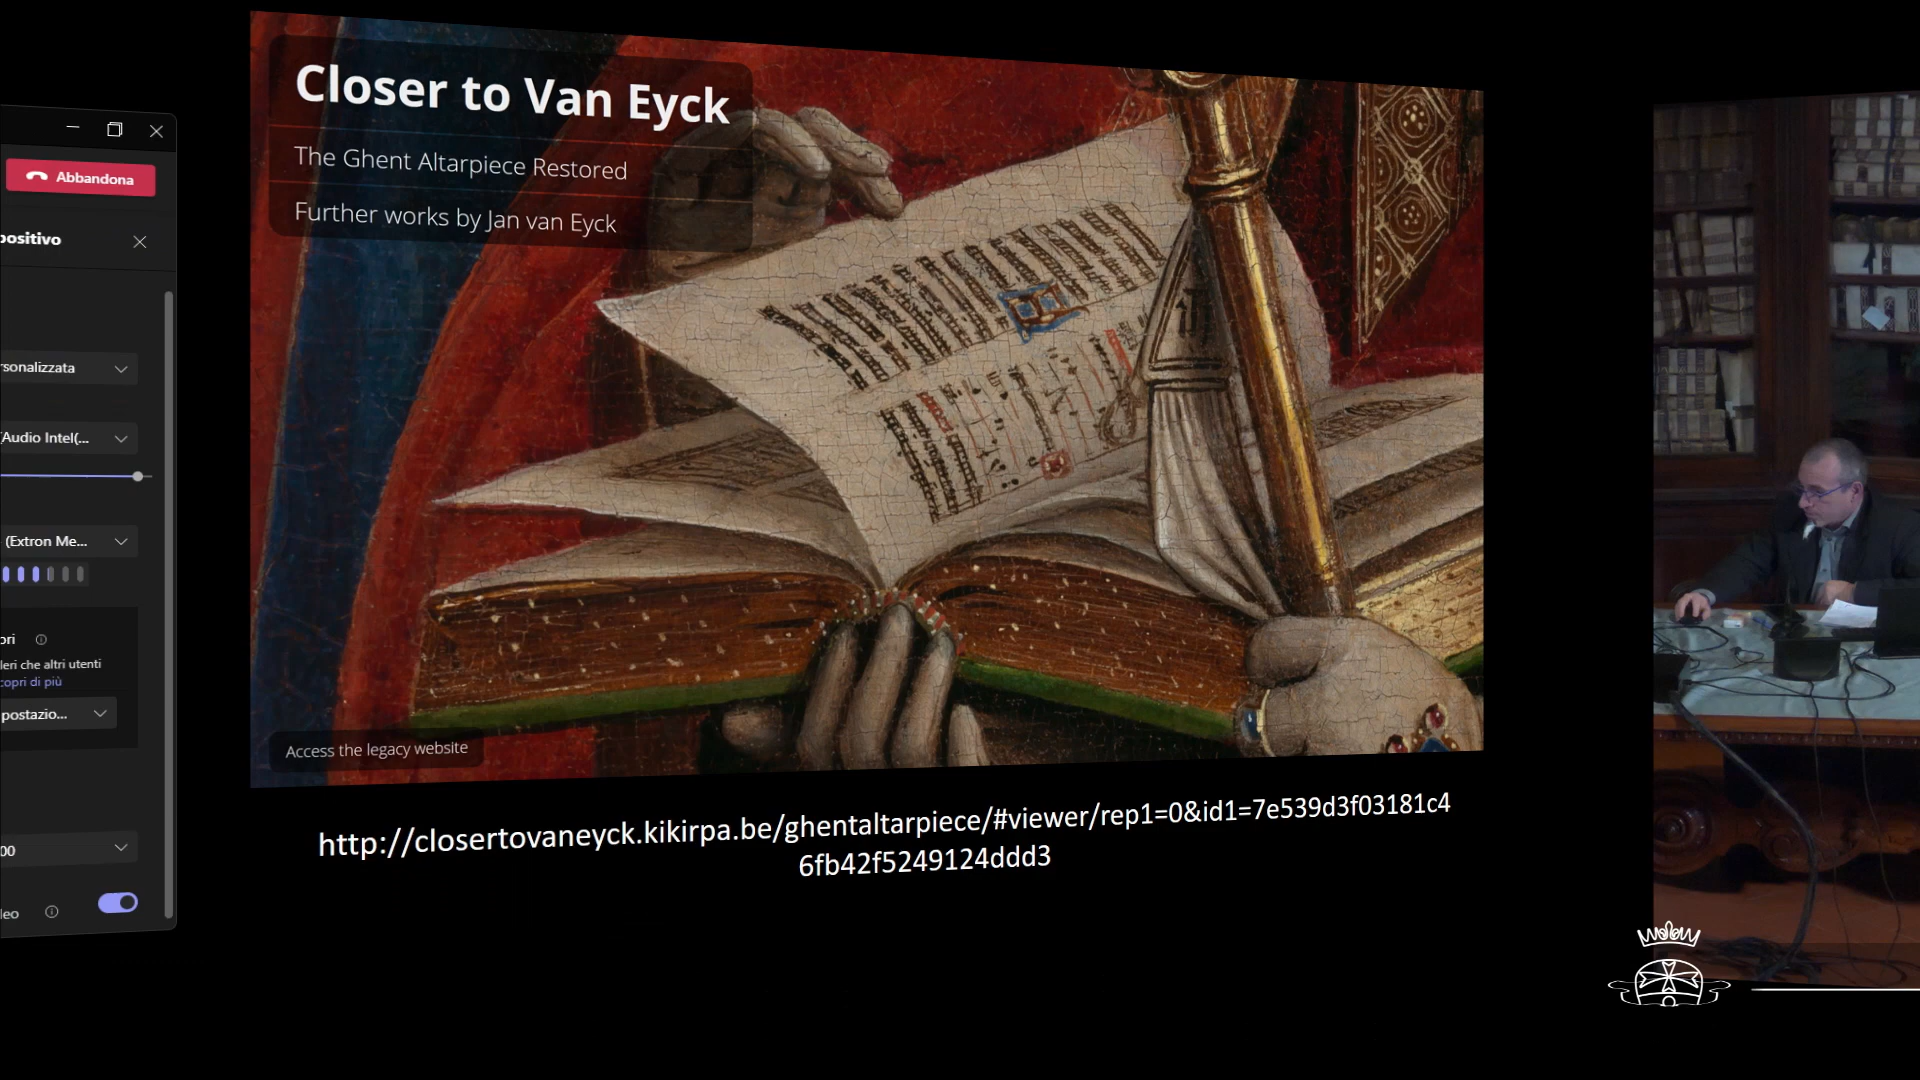 Closer to Van Eyck
The Ghent Altarpiece Restored
Further works by Jan van Eyck
Access the legacy website
http://closertovaneyck.kikirpa.be/ghentaltarpiece/#viewer/rep1=0&id1=7e539d3f03181c4
6fb42f5249124ddd3
Abbandona
positivo
rsonalizzata
(Audio Intel(...
(Extron Me...
ori
leri che altri utenti
copri di più
postazio...
00
deo